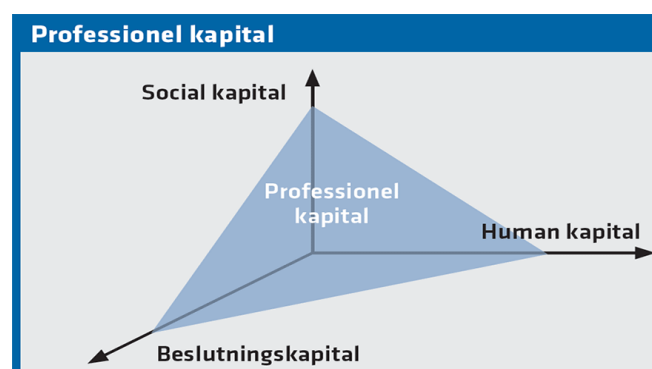 Professionel kapital
Social kapital
Professionel
kapital
Human kapital
Beslutningskapital